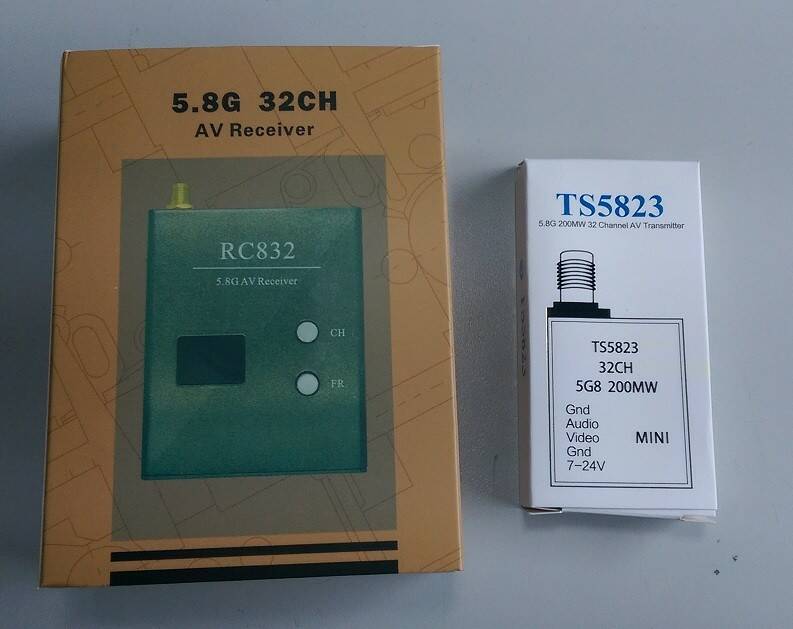 5.8G 32CH
AV Receiver
RC832
5.8G AV Receiver
CH
FR
TS5823
5.8G 200MW 32 Channel AV Transmitter
TS5823
32CH
5G8 200MW
Gnd
Audio
Video
MINI
Gnd
7-24V